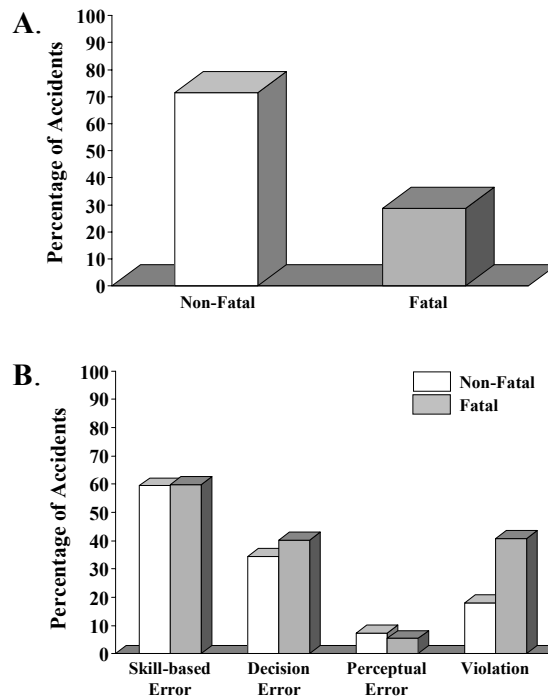 A.
Percentage of Accidents
100
90
80
70
60
50
40
30
20
10
0
Non-Fatal
Fatal
B.
Percentage of Accidents
100
90
80
70
60
50
40
30
20
10
0
Non-Fatal
Fatal
Skill-based Decision Perceptual Violation
Error Error Error